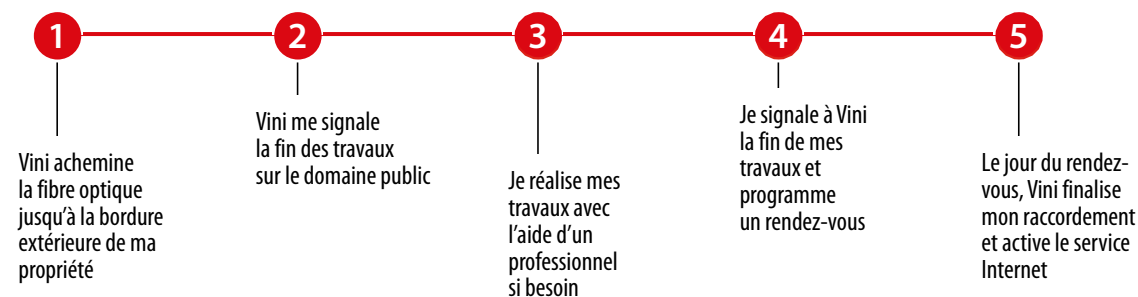 1
Vini achemine
la fibre optique
jusqu’à la bordure
extérieure de ma
propriété
2
Vini me signale
la fin des travaux
sur le domaine public
3
Je réalise mes
travaux avec
l’aide d’un
professionnel
si besoin
4
Je signale à Vini
la fin de mes
travaux et
programme
un rendez-vous
5
Le jour du rendez-
vous, Vini finalise
mon raccordement
et active le service
Internet